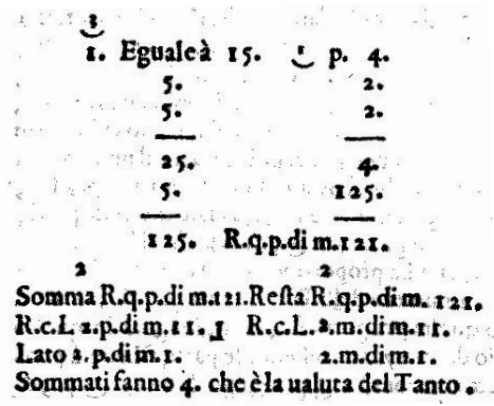 3
1. Eguale à 15. 1 p. 4.
5. 2.
5. 2.
25. 4.
5. 125.
125. R.q.p.di m.121.
2 2
Somma R.q.p.di m.121. Resta R.q.p.di m. 121.
R.c.L 2.p.di m.11. ⅃ R.c.L.2.m.di m.11.
Lato 2.p.di m.1. 2.m.di m.1.
Sommati fanno 4. che è la ualuta del Tanto.